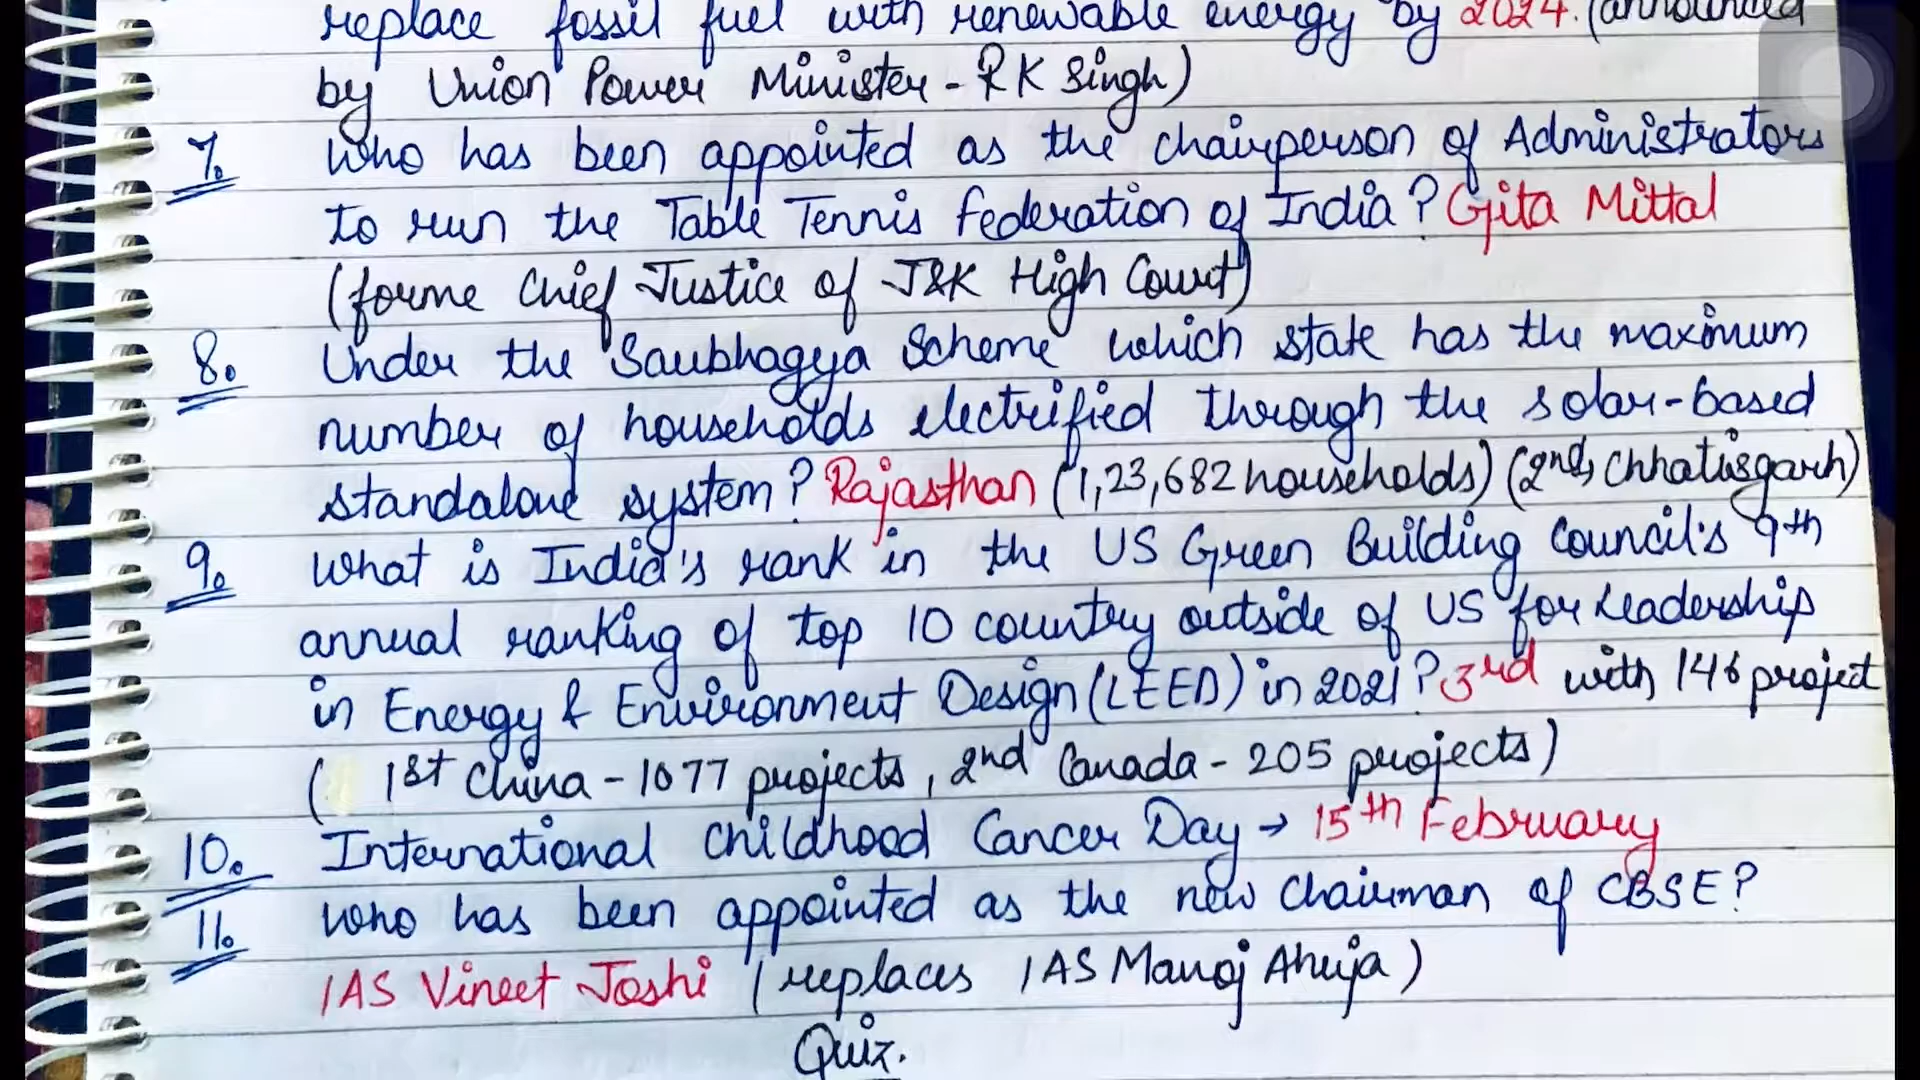 replace fossil fuel with renewable energy by 2024. (announced
by Union Power Minister - RK Singh)
7. who has been appointed as the chairperson of Administrators
to run the Table Tennis Federation of India? Gita Mittal
(forme Chief Justice of J&K High Court)
8. Under the Saubhagya Scheme which state has the maximum
number of households electrified through the solar-based
standalone system? Rajasthan (1,23,682 households) (2nd, Chhatisgarh)
9. What is India's rank in the US Green Building Council's 9th
annual ranking of top 10 country outside of US for Leadership
in Energy & Environment Design (LEED) in 2021? 3rd with 146 project
( 1st China - 1077 projects, 2nd Canada - 205 projects)
10. International Childhood Cancer Day → 15th February
11. who has been appointed as the new Chairman of CBSE?
IAS Vineet Joshi (replaces IAS Manoj Ahuja)
Quiz.